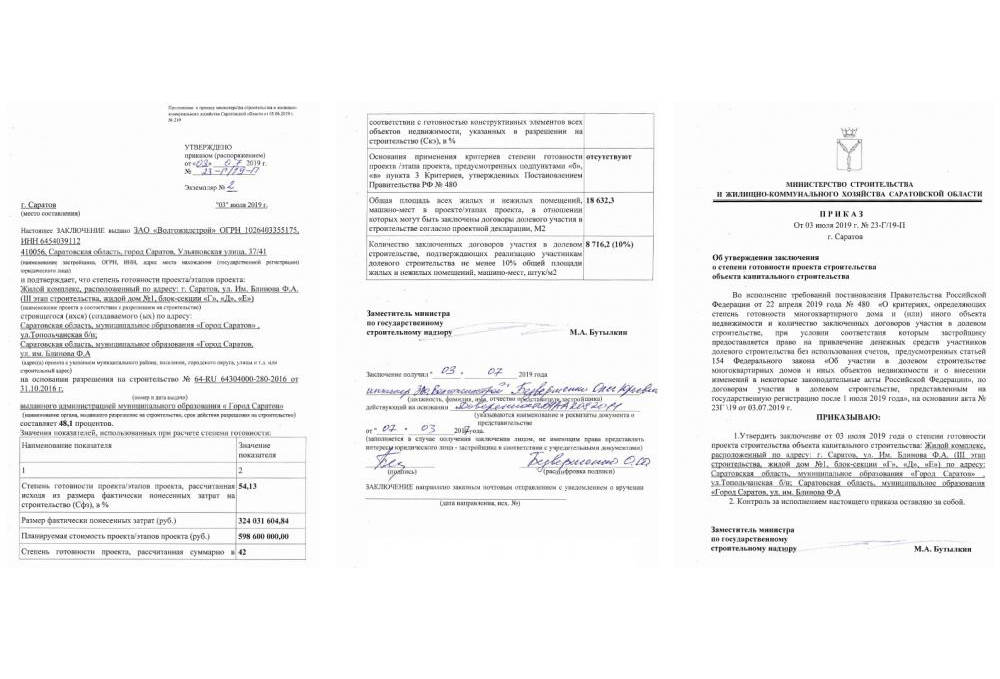 Приложение к приказу министерства строительства и жилищно-
коммунального хозяйства Саратовской области от 05.06.2019 г.
№ 219
УТВЕРЖДЕНО
приказом (распоряжением)
от «03» 07 2019 г.
№ 23-Г/19-П
Экземпляр № 2
г. Саратов "03" июля 2019 г.
(место составления)
Настоящее ЗАКЛЮЧЕНИЕ выдано ЗАО «Волгожилстрой» ОГРН 1026403355175,
ИНН 6454039112
410056, Саратовская область, город Саратов, Ульяновская улица, 37/41
(наименование застройщика, ОГРН, ИНН, адрес места нахождения (государственной регистрации)
юридического лица)
и подтверждает, что степень готовности проекта/этапов проекта:
Жилой комплекс, расположенный по адресу: г. Саратов, ул. Им. Блинова Ф.А.
(III этап строительства, жилой дом №1, блок-секции «Г», «Д», «Е»)
(наименование проекта в соответствии с разрешением на строительство)
строящегося (ихся) (создаваемого (ых) по адресу:
Саратовская область, муниципальное образования «Город Саратов» ,
ул.Топольчанская б/н;
Саратовская область, муниципальное образования «Город Саратов,
ул. им. Блинова Ф.А
(адрес(а) проекта с указанием муниципального района, поселения, городского округа, улицы и т.д. или
строительный адрес)
на основании разрешения на строительство № 64-RU 64304000-280-2016 от
31.10.2016 г.
(номер и дата выдачи)
выданного администрацией муниципального образования « Город Саратов»
(наименование органа, выдавшего разрешение на строительство, срок действия разрешения на строительство)
составляет 48,1 процентов.
Значения показателей, использованных при расчете степени готовности:
Наименование показателя Значение показателя
1 2
Степень готовности проекта/этапов проекта, рассчитанная 54,13
исходя из размера фактически понесенных затрат на
строительство (Сфз), в %
Размер фактически понесенных затрат (руб.) 324 031 604,84
Планируемая стоимость проекта/этапов проекта (руб.) 598 600 000,00
Степень готовности проекта, рассчитанная суммарно в 42
соответствии с готовностью конструктивных элементов всех
объектов недвижимости, указанных в разрешении на
строительство (Скэ), в %
Основания применения критериев степени готовности отсутствуют
проекта /этапа проекта, предусмотренных подпунктами «б»,
«в» пункта 3 Критериев, утвержденных Постановлением
Правительства РФ № 480
Общая площадь всех жилых и нежилых помещений, 18 632,3
машино-мест в проекте/этапах проекта, в отношении
которых могут быть заключены договоры долевого участия в
строительстве согласно проектной декларации, М2
Количество заключенных договоров участия в долевом 8 716,2 (10%)
строительстве, подтверждающих реализацию участникам
долевого строительства не менее 10% общей площади
жилых и нежилых помещений, машино-мест, штук/м2
Заместитель министра
по государственному
строительному надзору М.А. Бутылкин
Заключение получил " 03 . 07 2019 года
инженер ЗАО "Волгожилстрой"
(должность, фамилия, имя, отчество представителя застройщика)
действующий на основании
(указываются наименование и реквизиты документа о
представительстве
от " 07 . 03 2019 года.
(заполняется в случае получения заключения лицом, не имеющим права представлять
интересы юридического лица - застройщика в соответствии с учредительными документами)
(подпись) (расшифровка подписи)
ЗАКЛЮЧЕНИЕ направлено заказным почтовым отправлением с уведомлением о вручении
(дата направления, исх. №)
МИНИСТЕРСТВО СТРОИТЕЛЬСТВА
И ЖИЛИЩНО-КОММУНАЛЬНОГО ХОЗЯЙСТВА САРАТОВСКОЙ ОБЛАСТИ
П Р И К А З
От 03 июля 2019 г. № 23-Г/19-П
г. Саратов
Об утверждении заключения
о степени готовности проекта строительства
объекта капитального строительства
Во исполнение требований постановления Правительства Российской
Федерации от 22 апреля 2019 года № 480 «О критериях, определяющих
степень готовности многоквартирного дома и (или) иного объекта
недвижимости и количество заключенных договоров участия в долевом
строительстве, при условии соответствия которым застройщику
предоставляется право на привлечение денежных средств участников
долевого строительства без использования счетов, предусмотренных статьей
154 Федерального закона «Об участии в долевом строительстве
многоквартирных домов и иных объектов недвижимости и о внесении
изменений в некоторые законодательные акты Российской Федерации», по
договорам участия в долевом строительстве, представленным на
государственную регистрацию после 1 июля 2019 года», на основании акта №
23Г \19 от 03.07.2019 г.
ПРИКАЗЫВАЮ:
1.Утвердить заключение от 03 июля 2019 года о степени готовности
проекта строительства объекта капитального строительства: Жилой комплекс,
расположенный по адресу: г. Саратов, ул. Им. Блинова Ф.А. (III этап
строительства, жилой дом №1, блок-секции «Г», «Д», «Е») по адресу:
Саратовская область, муниципальное образования «Город Саратов» ,
ул.Топольчанская б/н; Саратовская область, муниципальное образования
«Город Саратов, ул. им. Блинова Ф.А
2. Контроль за исполнением настоящего приказа оставляю за собой.
Заместитель министра
по государственному
строительному надзору М.А. Бутылкин